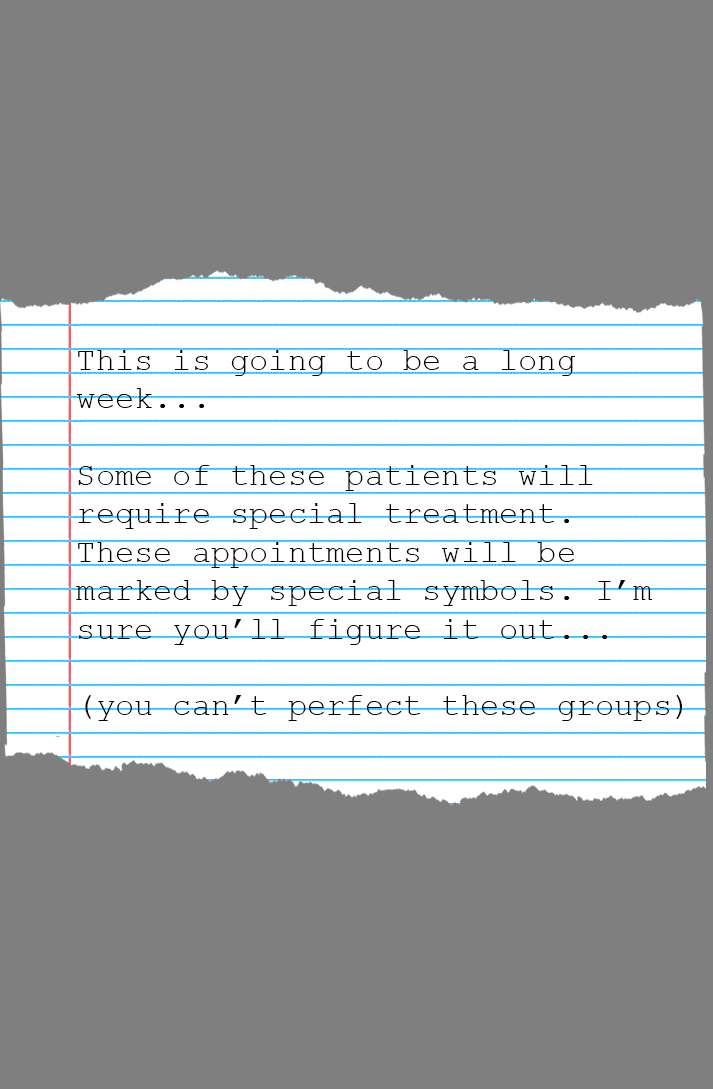 This is going to be a long
week...
Some of these patients will
require special treatment.
These appointments will be
marked by special symbols. I’m
sure you’ll figure it out...
(you can’t perfect these groups)